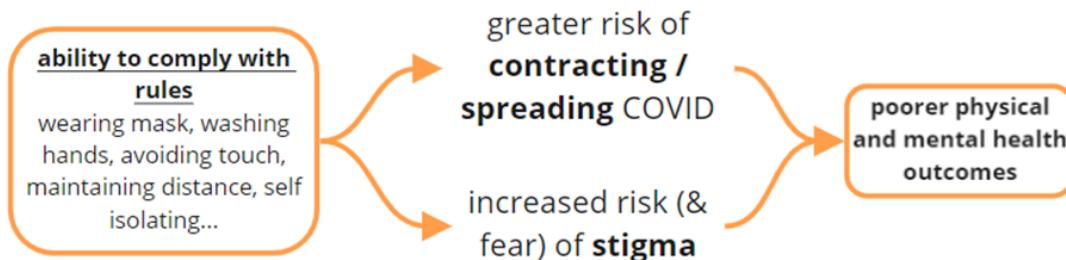 ability to comply with
rules
wearing mask, washing
hands, avoiding touch,
maintaining distance, self
isolating...
greater risk of
contracting /
spreading COVID
increased risk (&
fear) of stigma
poorer physical
and mental health
outcomes